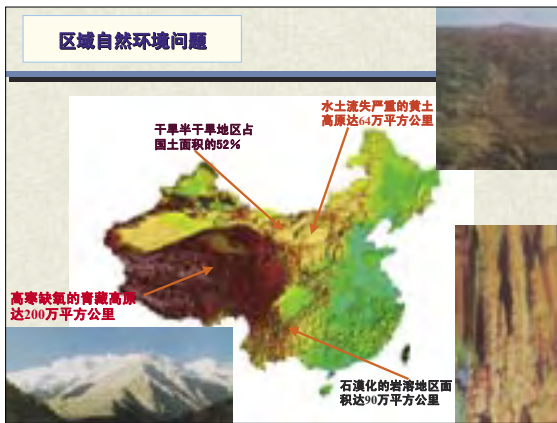 区域自然环境问题
水土流失严重的黄土
高原达64万平方公里
干旱半干旱地区占
国土面积的52%
高寒缺氧的青藏高原
达200万平方公里
石漠化的岩溶地区面
积达90万平方公里